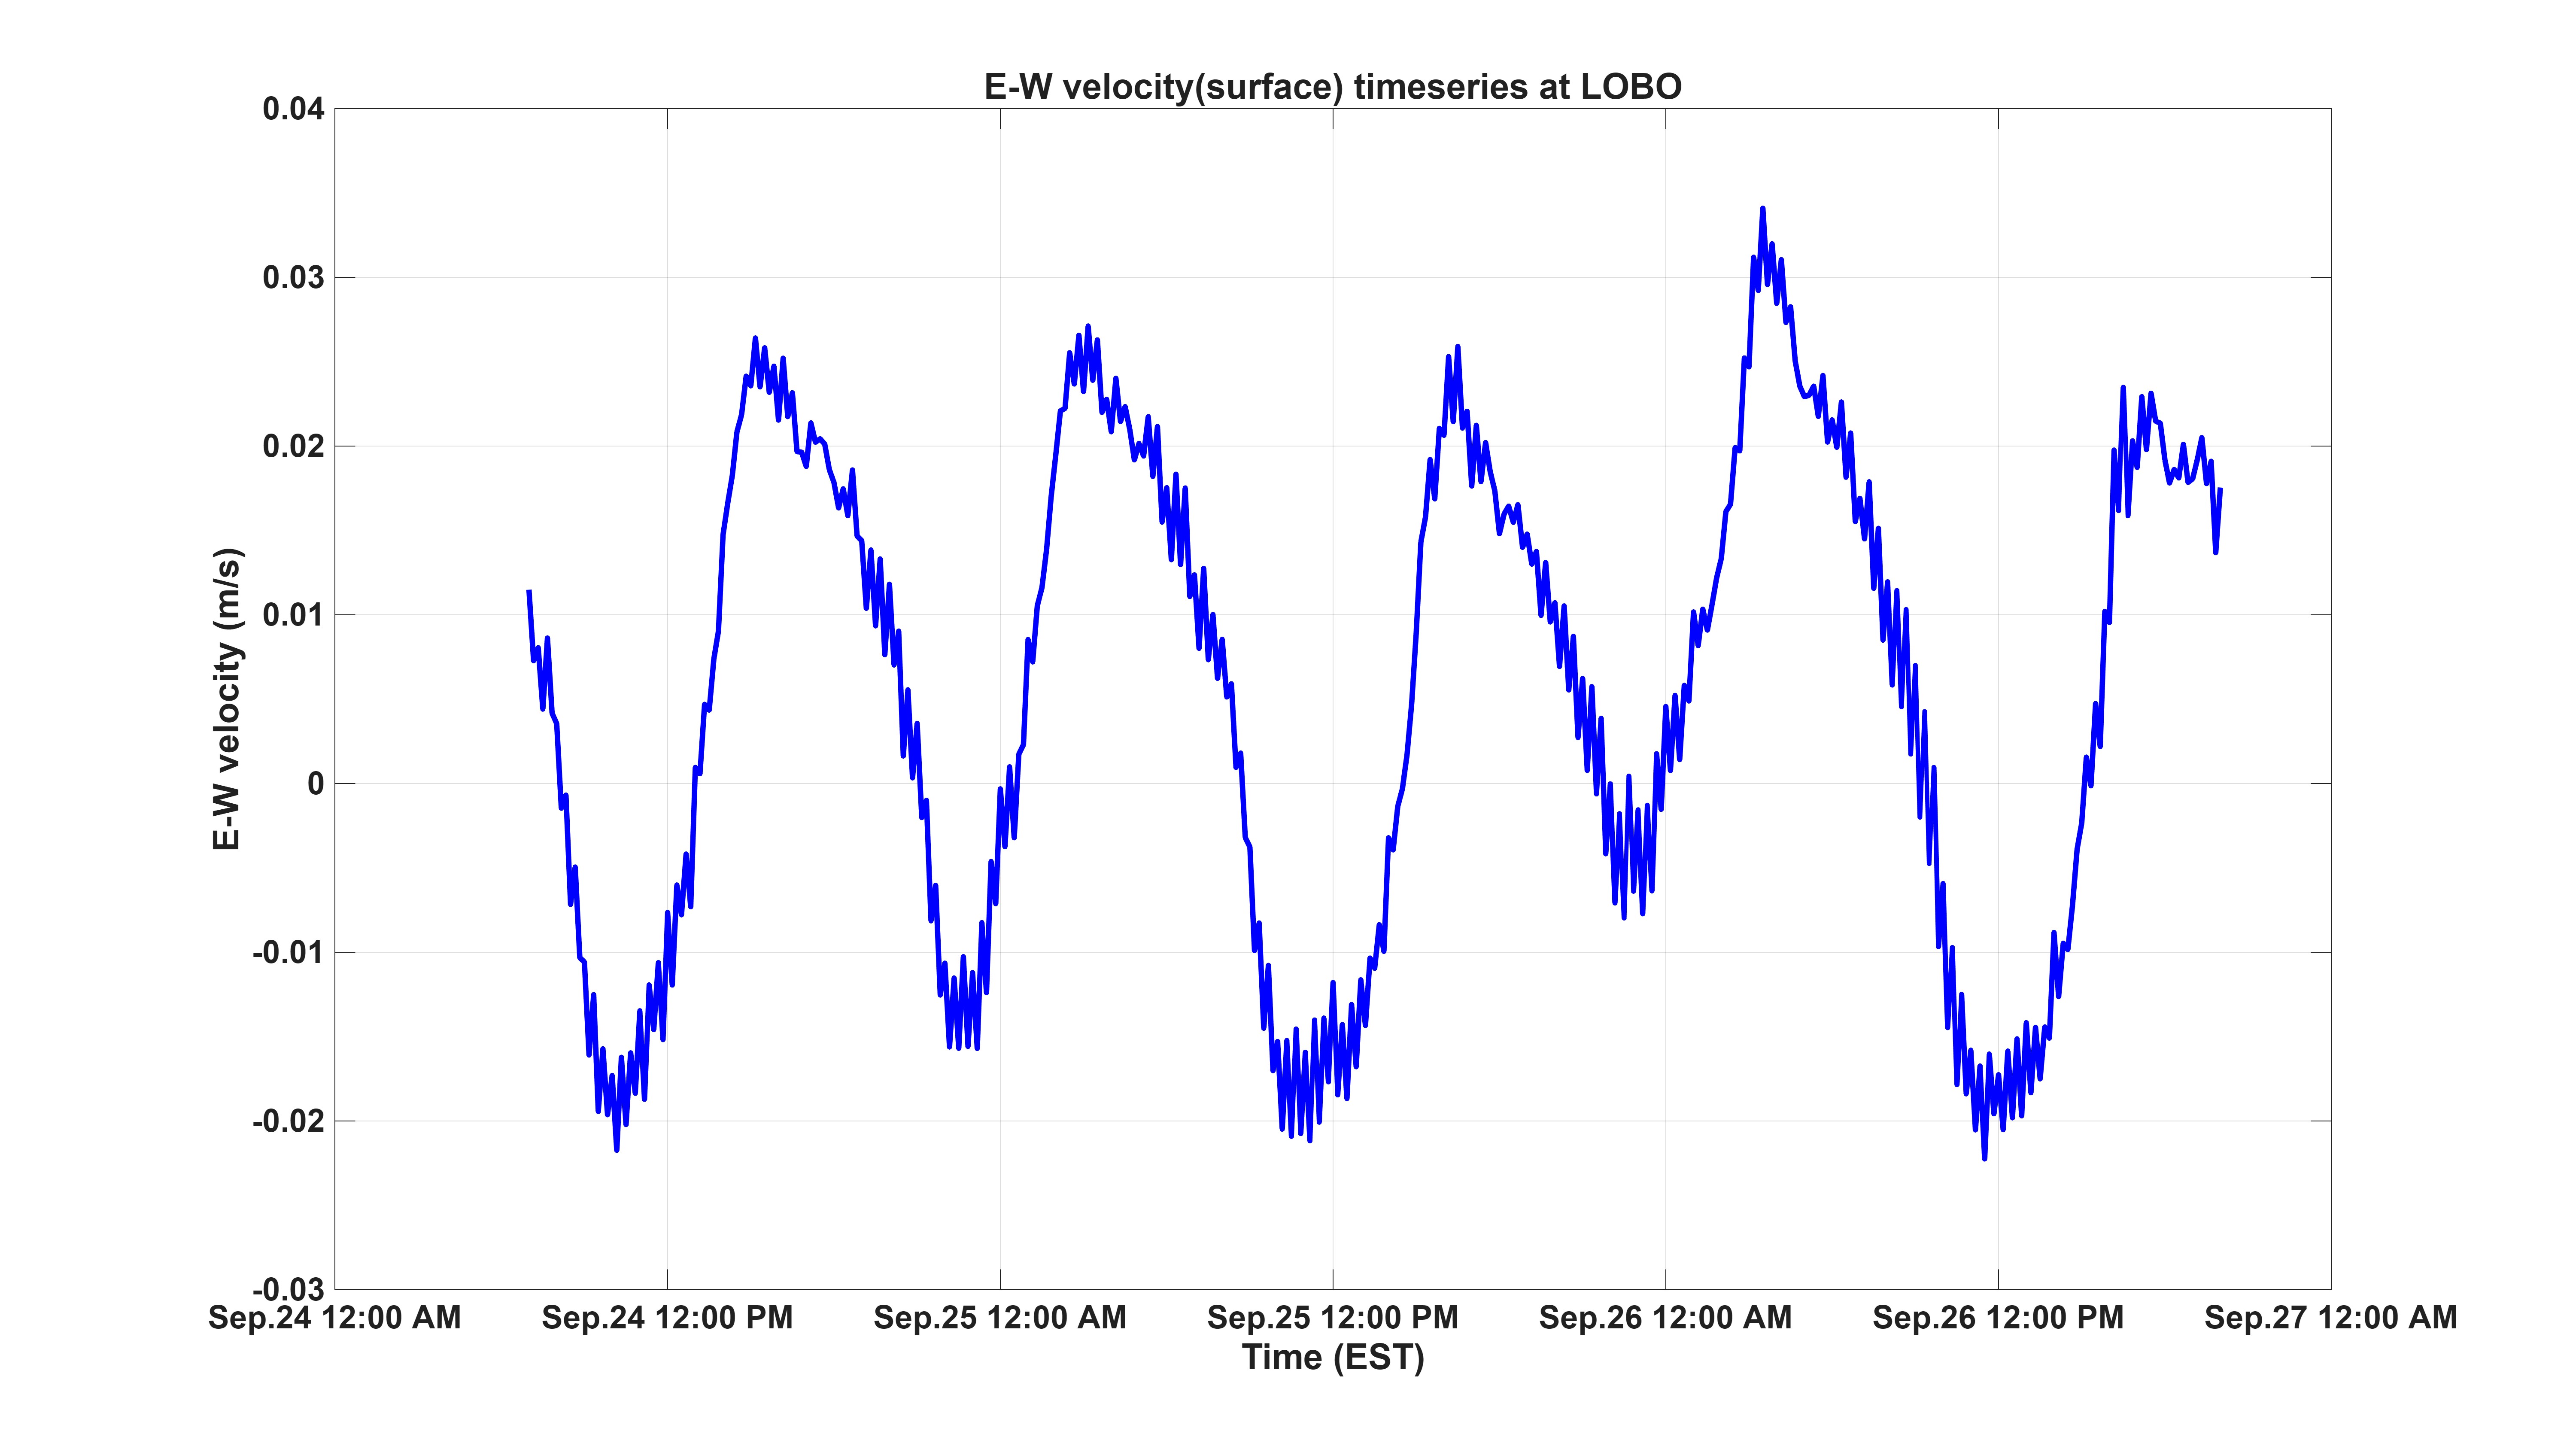 E-W velocity(surface) timeseries at LOBO
0.04
0.03
0.02
0.01
0
-0.01
-0.02
-0.03
E-W velocity (m/s)
Sep.24 12:00 AM Sep.24 12:00 PM Sep.25 12:00 AM Sep.25 12:00 PM Sep.26 12:00 AM Sep.26 12:00 PM Sep.27 12:00 AM
Time (EST)